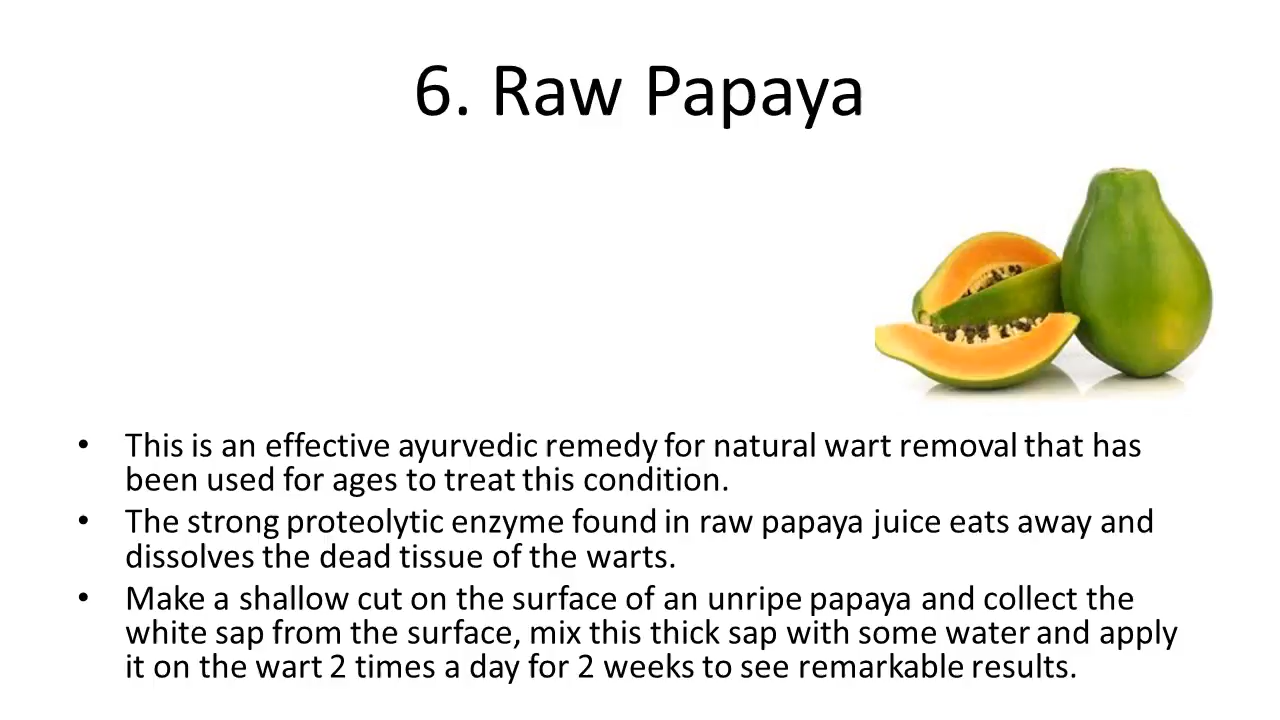 6. Raw Papaya
• This is an effective ayurvedic remedy for natural wart removal that has
been used for ages to treat this condition.
• The strong proteolytic enzyme found in raw papaya juice eats away and
dissolves the dead tissue of the warts.
• Make a shallow cut on the surface of an unripe papaya and collect the
white sap from the surface, mix this thick sap with some water and apply
it on the wart 2 times a day for 2 weeks to see remarkable results.